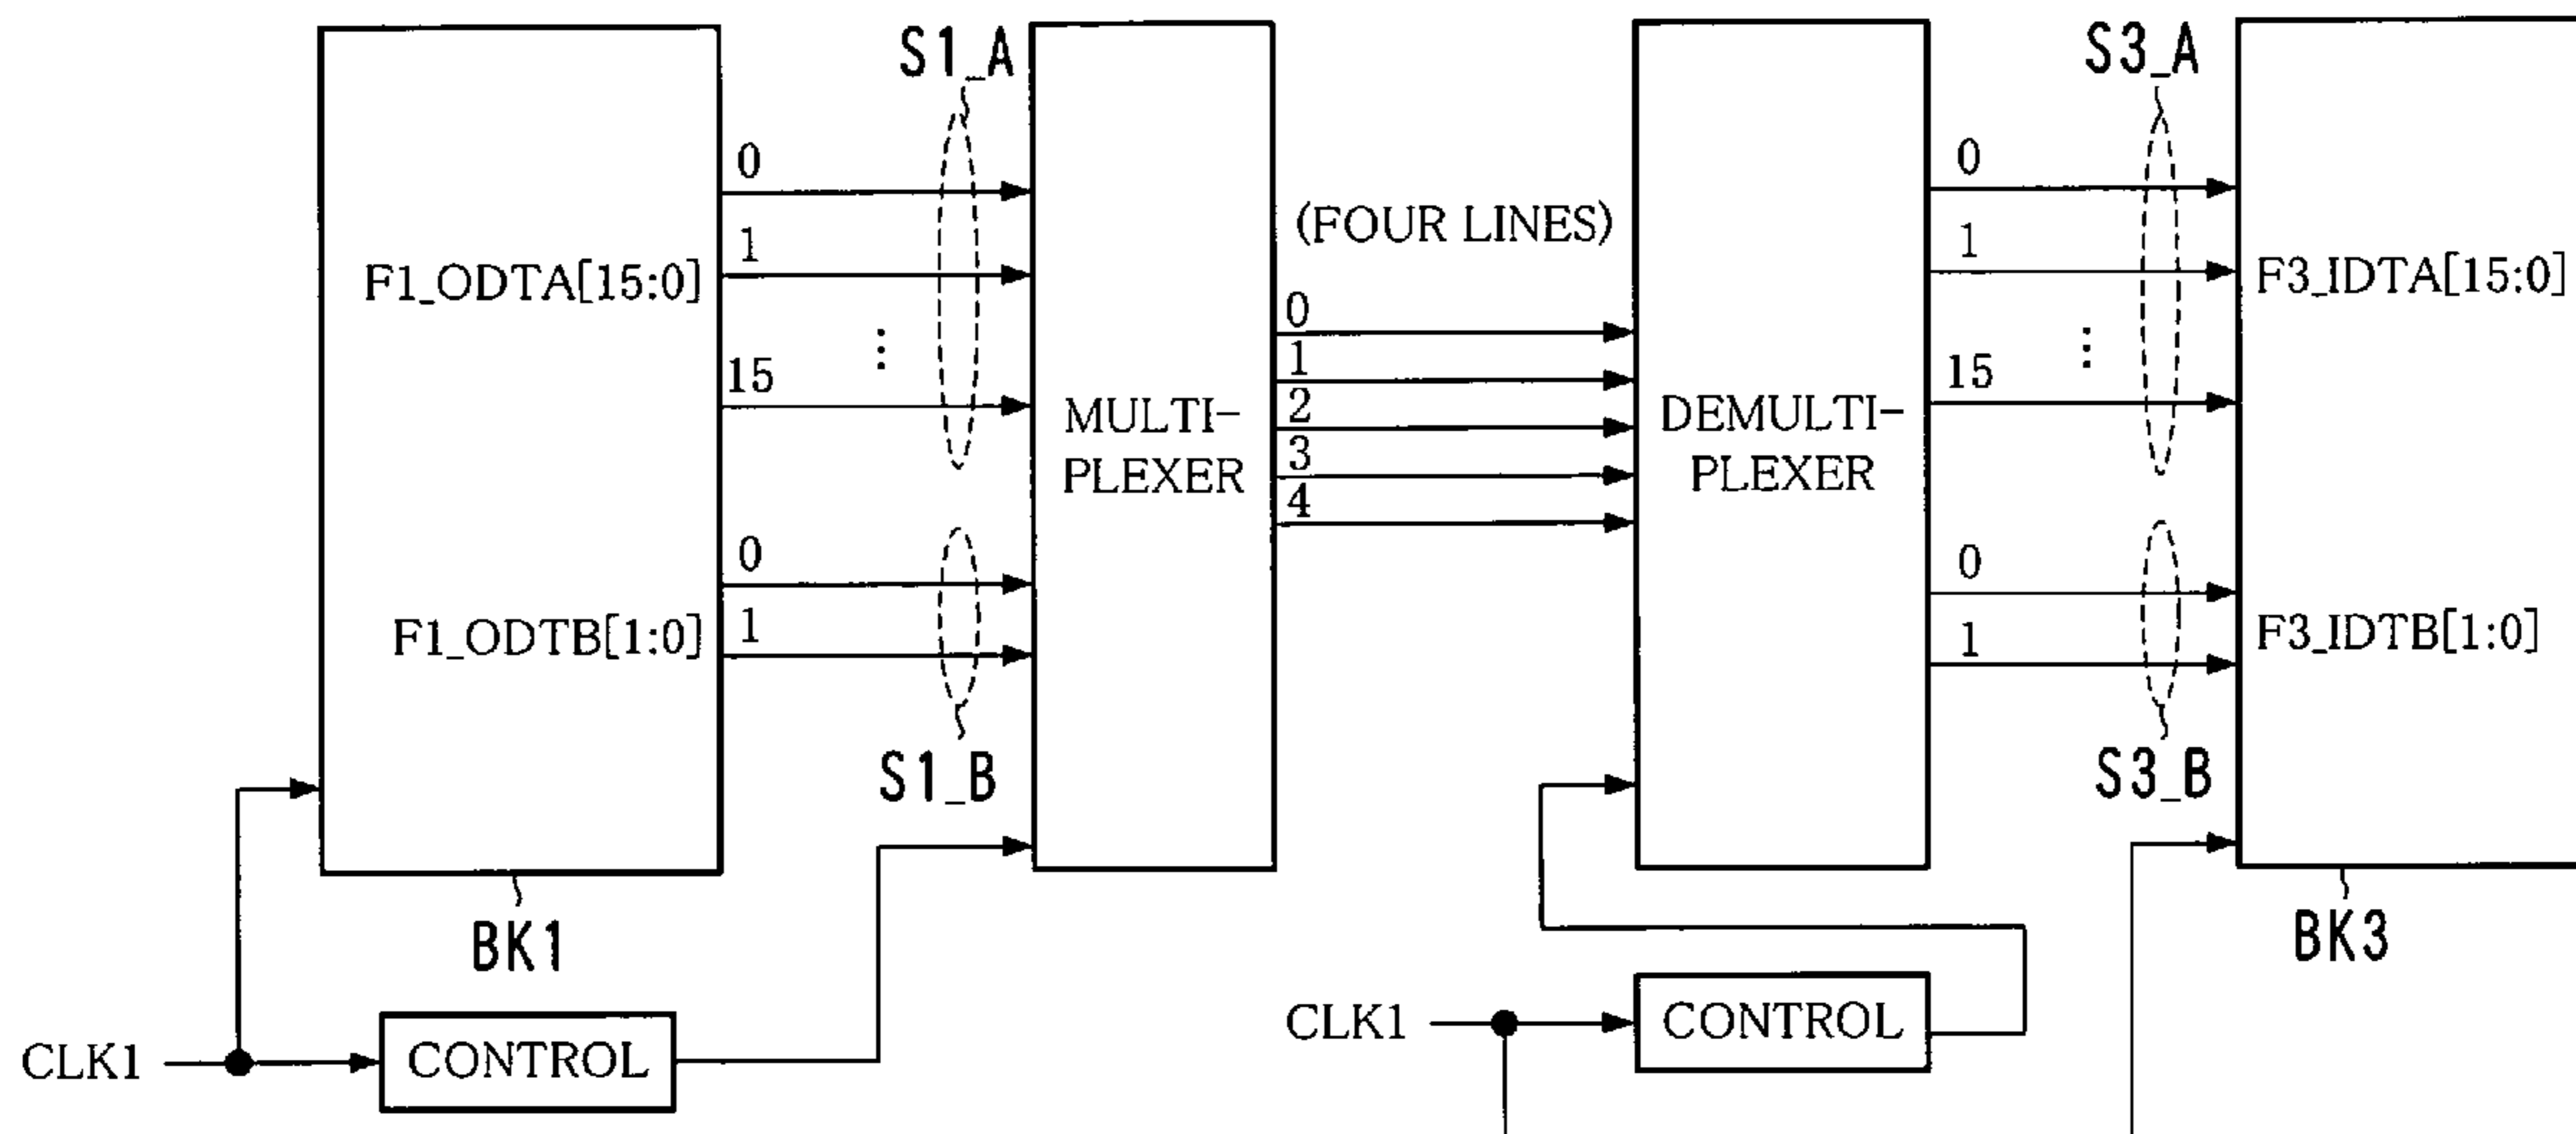 S1_A
S3_A
0
1
15
F1_ODTA[15:0]
0
1
F1_ODTB[1:0]
S1_B
MULTI-
PLEXER
(FOUR LINES)
0
1
2
3
4
DEMULTI-
PLEXER
0
1
15
F3_IDTA[15:0]
0
1
F3_IDTB[1:0]
S3_B
BK1
BK3
CLK1
CONTROL
CLK1
CONTROL